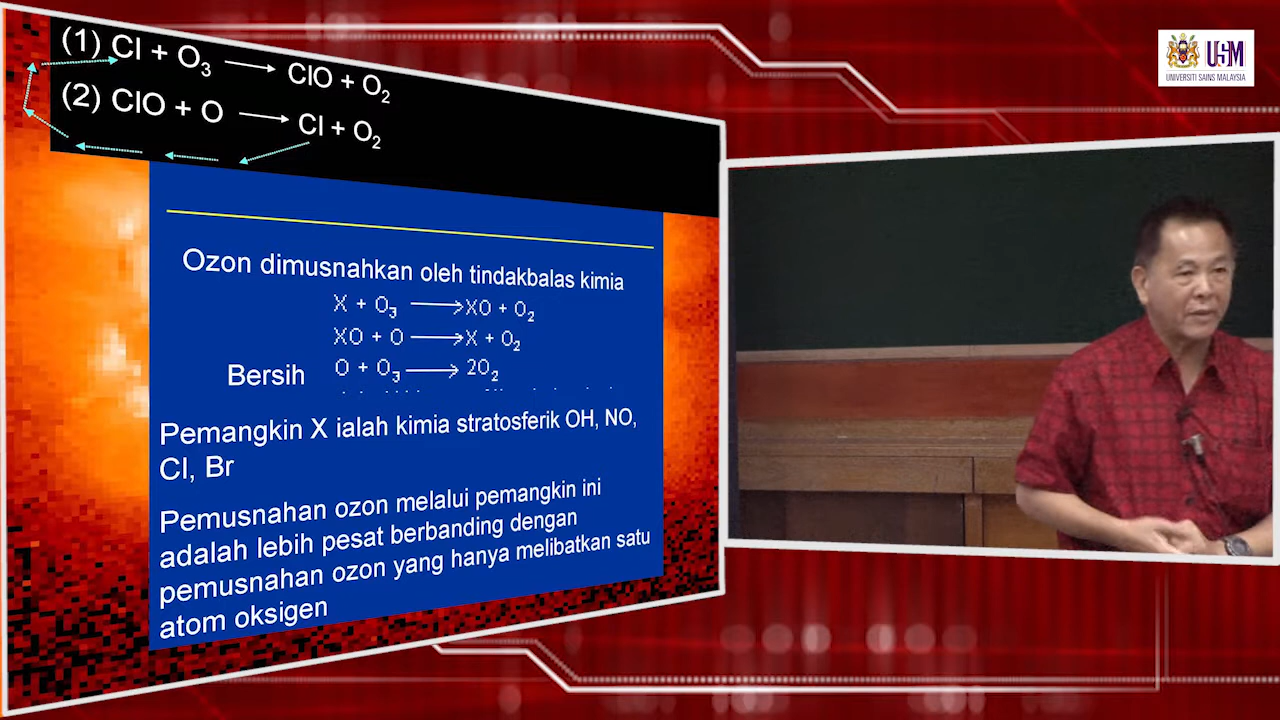 (1) Cl + O₃ → ClO + O₂
(2) ClO + O → Cl + O₂
Ozon dimusnahkan oleh tindakbalas kimia
X + O₃ → XO + O₂
XO + O → X + O₂
Bersih O + O₃ → 2O₂
Pemangkin X ialah kimia stratosferik OH, NO,
Cl, Br
Pemusnahan ozon melalui pemangkin ini
adalah lebih pesat berbanding dengan
pemusnahan ozon yang hanya melibatkan satu
atom oksigen
USM
UNIVERSITI SAINS MALAYSIA